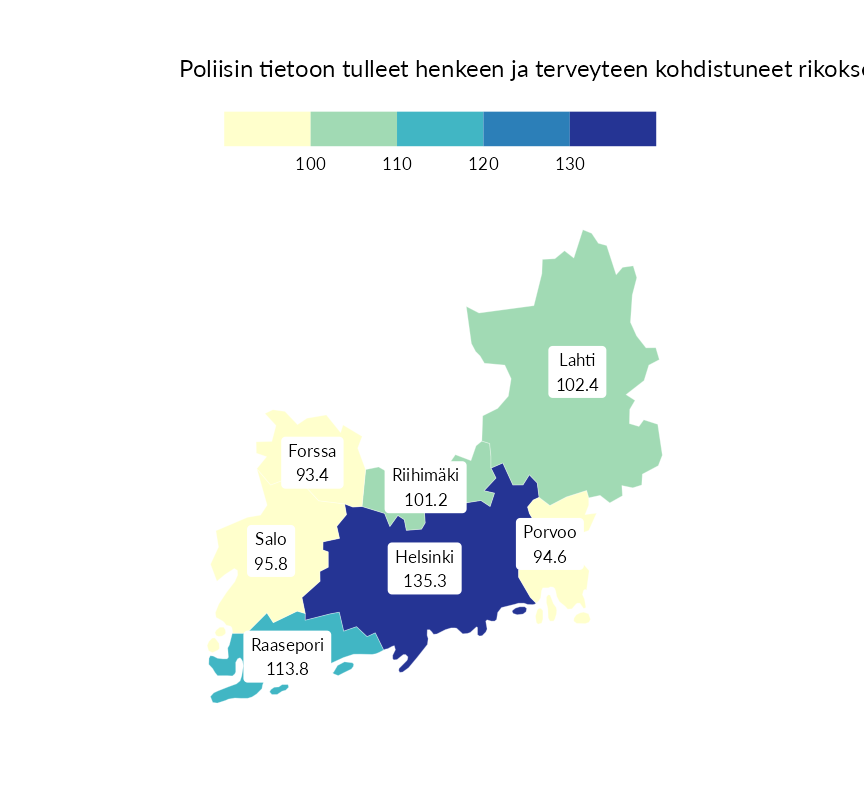 Poliisin tietoon tulleet henkeen ja terveyteen kohdistuneet
100
110
120
130
Lahti
102.4
Forssa
93.4
Riihimäki
101.2
Salo
95.8
Porvoo
94.6
Helsinki
135.3
Raasepori
113.8